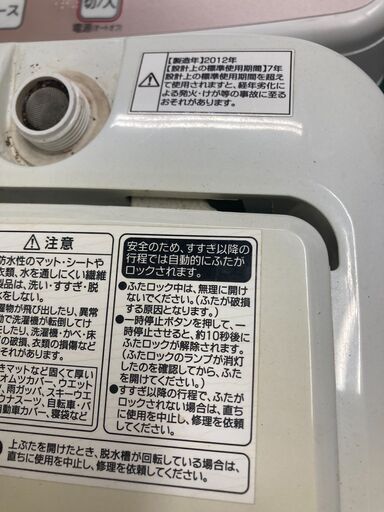 切/入
ース
電源オートオフ
【製造年】2012年
【設計上の標準使用期間】7年
設計上の標準使用期間を超え
て使用されますと、経年劣化に
よる発火・けが等の事故に至る
おそれがあります。
注意
防水性のマット・シートや
衣類、水を通しにくい繊維
製品は、洗い・すすぎ・脱
水をしない。
濯物が飛び出したり、異常
動で洗濯機が転倒してけ
したり、洗濯機・かべ・床
どの破損、衣類の損傷など
きマットなど固くて厚い
オムツカバー、ウエット
、雨ガッパ、スキーウエ
ウナスーツ、自転車・バ
自動車カバー、寝袋など
安全のため、すすぎ以降の
行程では自動的にふたが
ロックされます。
●ふたロック中は、無理に開け
ないでください。(ふたが破損
する原因となります。)
●一時停止ボタンを押して、一
時停止させると、約10秒後に
ふたロックが解除されます。
(ふたロックのランプが消灯
したのを確認してから、ふた
を開けてください。)
●すすぎ以降の行程で、ふたが
ロックされない場合は、直ち
に使用を中止し、修理を依頼
してください。
上ぶたを開けたとき、脱水槽が回転している場合は、
直ちに使用を中止し、修理を依頼してください。